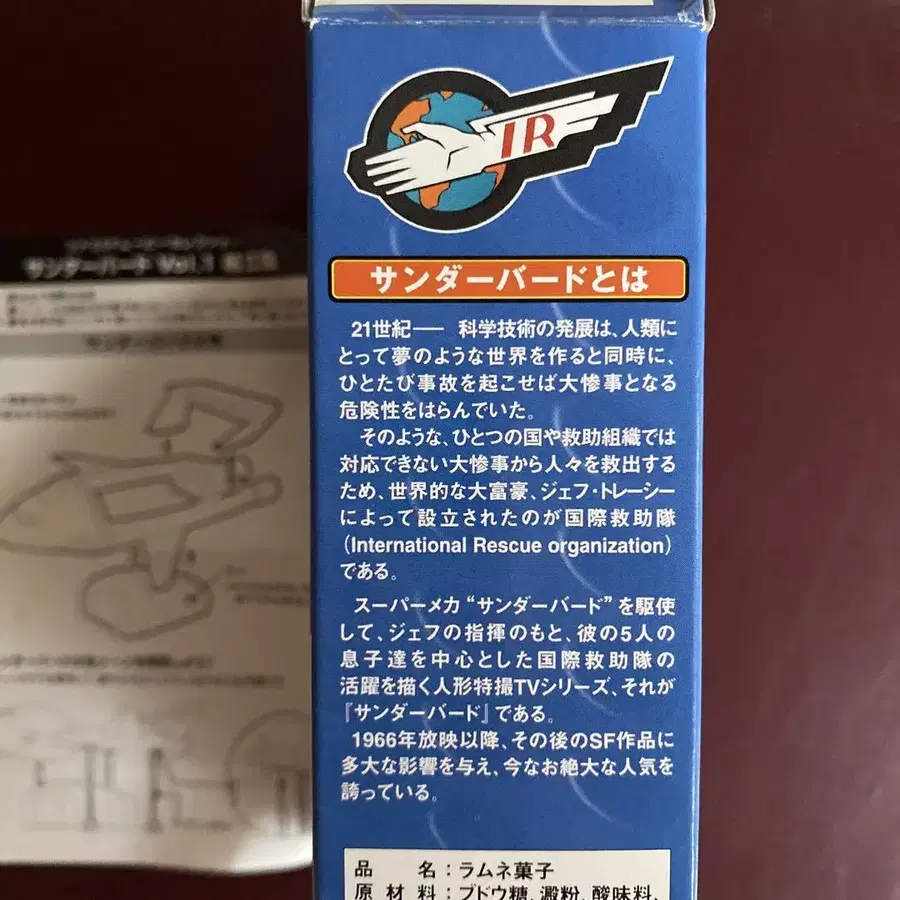 IR
サンダーバードとは
21世紀── 科学技術の発展は、人類に
とって夢のような世界を作ると同時に、
ひとたび事故を起こせば大惨事となる
危険性をはらんでいた。
そのような、ひとつの国や救助組織では
対応できない大惨事から人々を救出する
ため、世界的な大富豪、ジェフ・トレーシー
によって設立されたのが国際救助隊
(International Rescue organization)
である。
スーパーメカ“サンダーバード”を駆使
して、ジェフの指揮のもと、彼の5人の
息子達を中心とした国際救助隊の
活躍を描く人形特撮TVシリーズ、それが
『サンダーバード』である。
1966年放映以降、その後のSF作品に
多大な影響を与え、今なお絶大な人気を
誇っている。
品 名：ラムネ菓子
原材料：ブドウ糖、澱粉、酸味料、
サンダーバード Vol.1